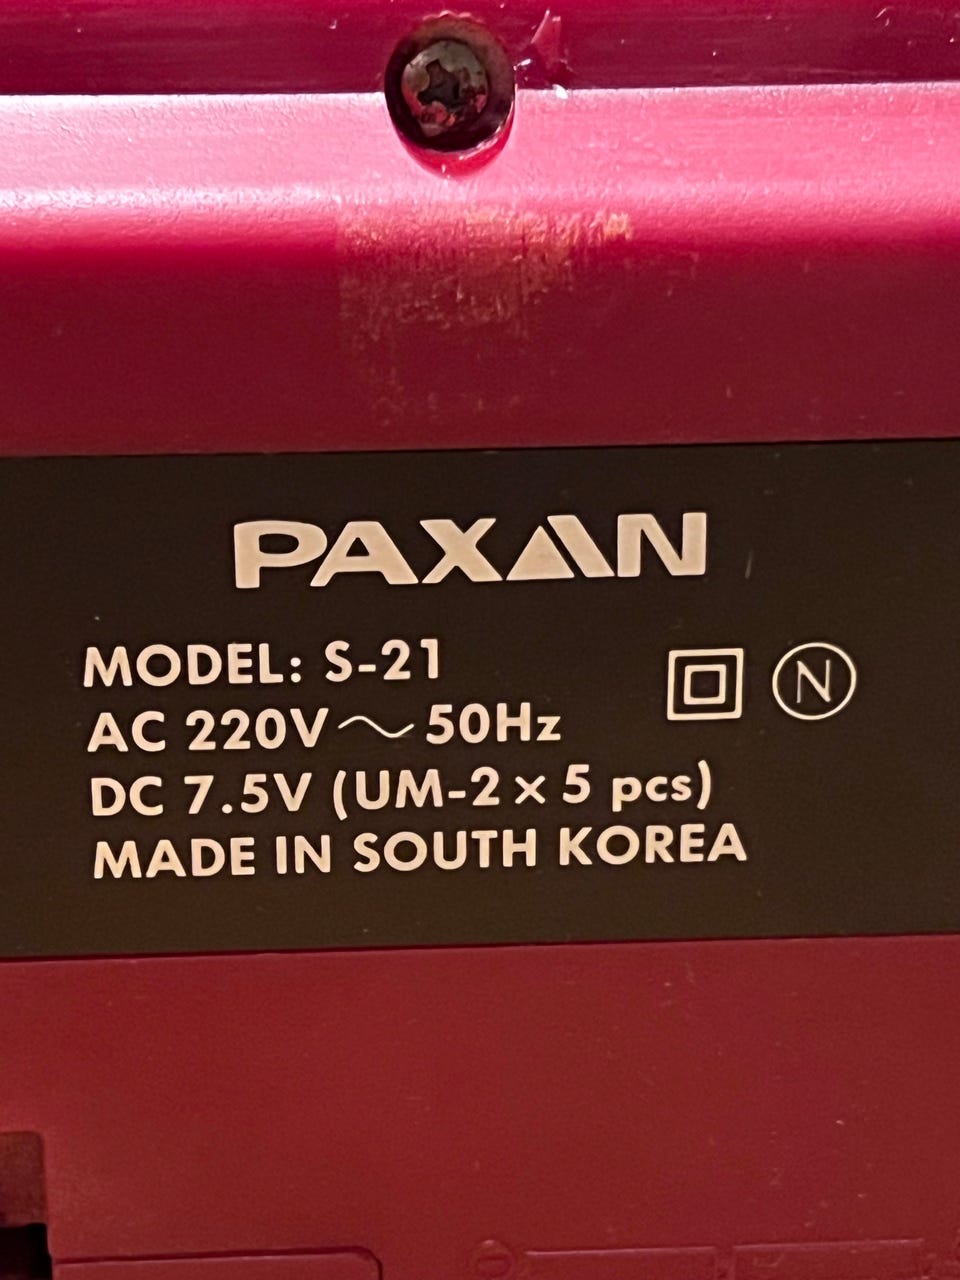 PAXAN
MODEL: S-21
AC 220V～50Hz
DC 7.5V (UM-2 × 5 pcs)
MADE IN SOUTH KOREA
N